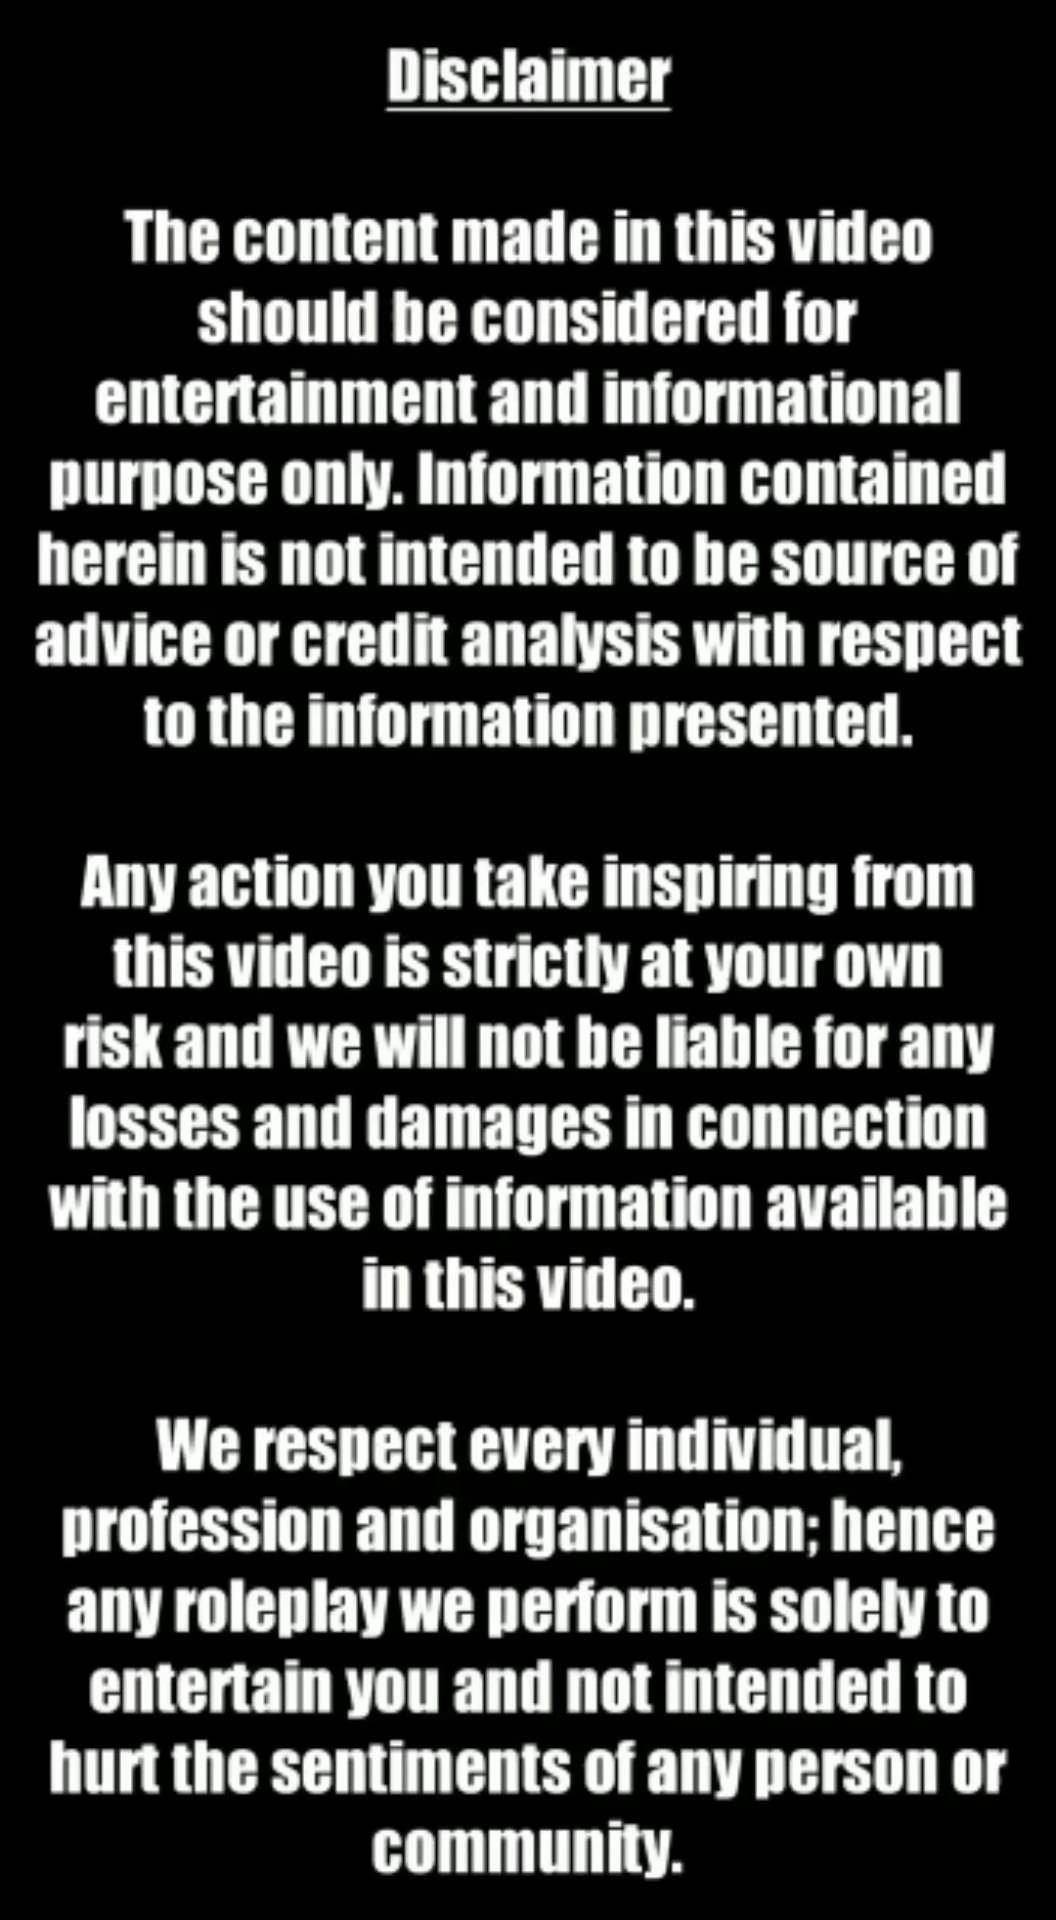 Disclaimer
The content made in this video
should be considered for
entertainment and informational
purpose only. Information contained
herein is not intended to be source of
advice or credit analysis with respect
to the information presented.
Any action you take inspiring from
this video is strictly at your own
risk and we will not be liable for any
losses and damages in connection
with the use of information available
in this video.
We respect every individual,
profession and organisation; hence
any roleplay we perform is solely to
entertain you and not intended to
hurt the sentiments of any person or
community.